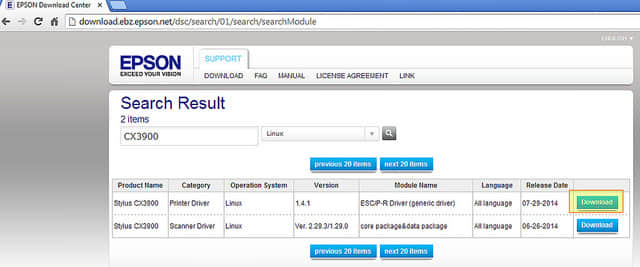 EPSON Download Center
download.ebz.epson.net/dsc/search/01/search/searchModule
EPSON
EXCEED YOUR VISION
SUPPORT
DOWNLOAD FAQ MANUAL LICENSE AGREEMENT LINK
Search Result
2 items
CX3900 Linux
previous 20 items next 20 items
Product Name Category Operation System Version Module Name Language Release Date
Stylus CX3900 Printer Driver Linux 1.4.1 ESC/P-R Driver (generic driver) All language 07-29-2014 Download
Stylus CX3900 Scanner Driver Linux Ver. 2.29.3/1.29.0 core package&data package All language 06-26-2014 Download
previous 20 items next 20 items